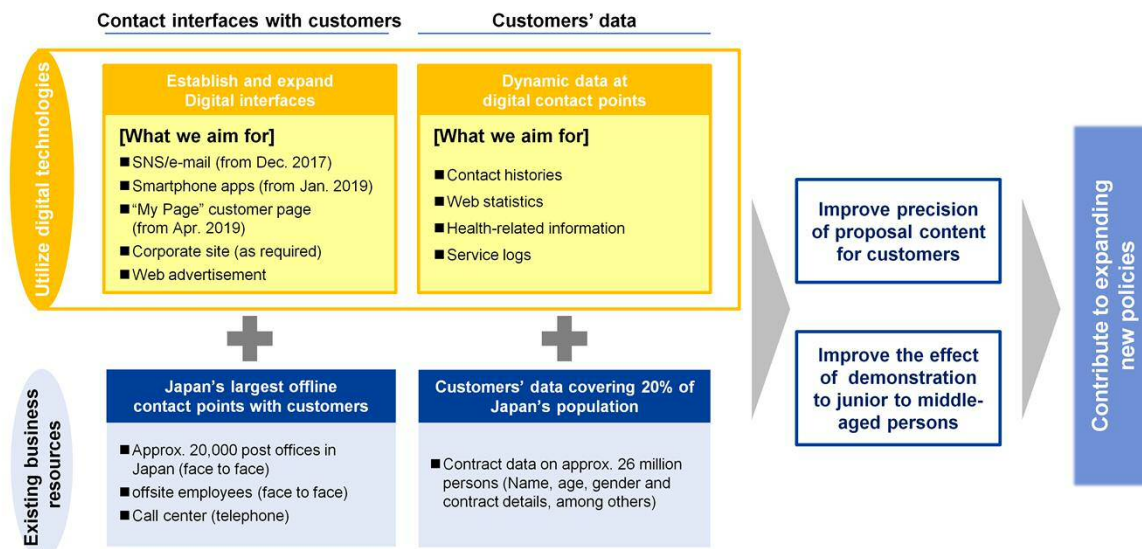 Contact interfaces with customers
Customers' data
Utilize digital technologies
Establish and expand
Digital interfaces
[What we aim for]
■ SNS/e-mail (from Dec. 2017)
■ Smartphone apps (from Jan. 2019)
■ “My Page” customer page
(from Apr. 2019)
■ Corporate site (as required)
■ Web advertisement
Dynamic data at
digital contact points
[What we aim for]
■ Contact histories
■ Web statistics
■ Health-related information
■ Service logs
Existing business
resources
Japan's largest offline
contact points with customers
■ Approx. 20,000 post offices in
Japan (face to face)
■ offsite employees (face to face)
■ Call center (telephone)
Customers' data covering 20% of
Japan's population
■ Contract data on approx. 26 million
persons (Name, age, gender and
contract details, among others)
Improve precision
of proposal content
for customers
Improve the effect
of demonstration
to junior to middle-
aged persons
Contribute to expanding
new policies